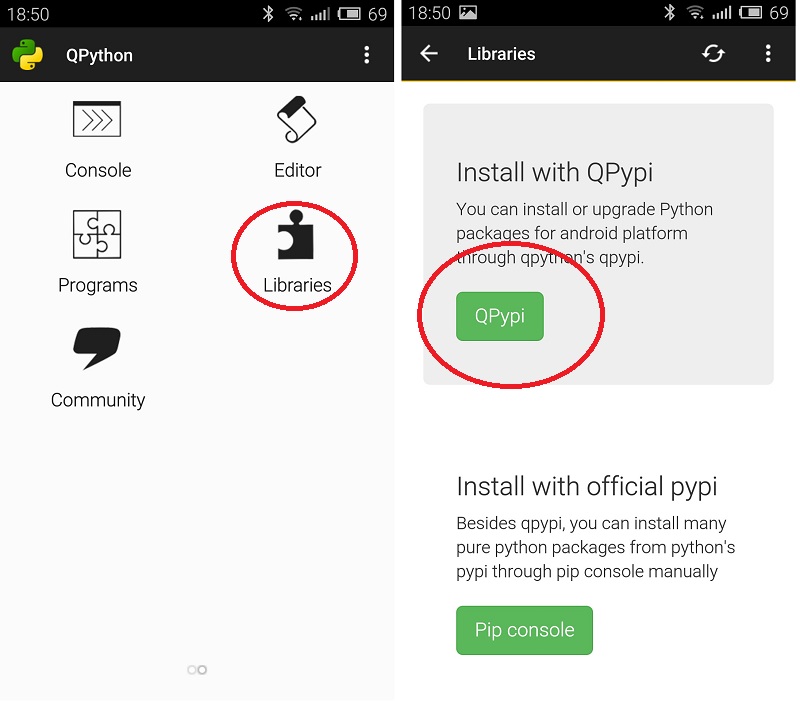 18:50 69
QPython
Console
Editor
Programs
Libraries
Community
18:50 69
Libraries
Install with QPypi
You can install or upgrade Python
packages for android platform
through qpython's qpypi.
QPypi
Install with official pypi
Besides qpypi, you can install many
pure python packages from python's
pypi through pip console manually
Pip console